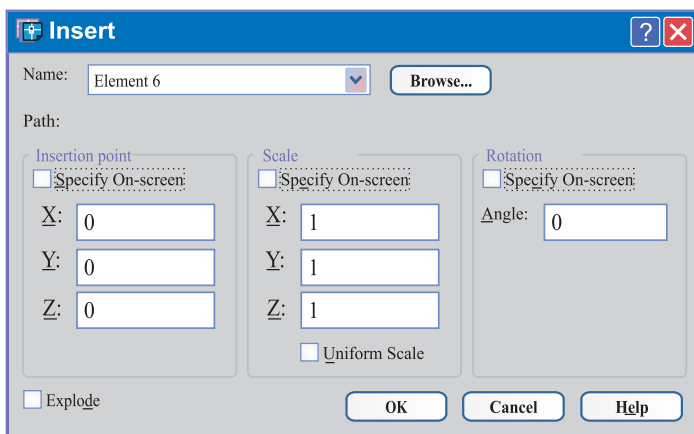 Insert
?
Name: Element 6 Browse...
Path:
Insertion point Scale Rotation
Specify On-screen Specify On-screen Specify On-screen
X: 0 X: 1 Angle: 0
Y: 0 Y: 1
Z: 0 Z: 1
Uniform Scale
Explode OK Cancel Help